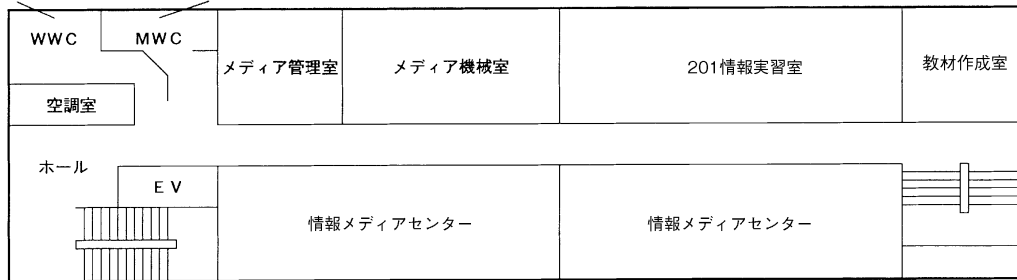 WWC
MWC
メディア管理室
メディア機械室
201情報実習室
教材作成室
空調室
ホール
EV
情報メディアセンター
情報メディアセンター